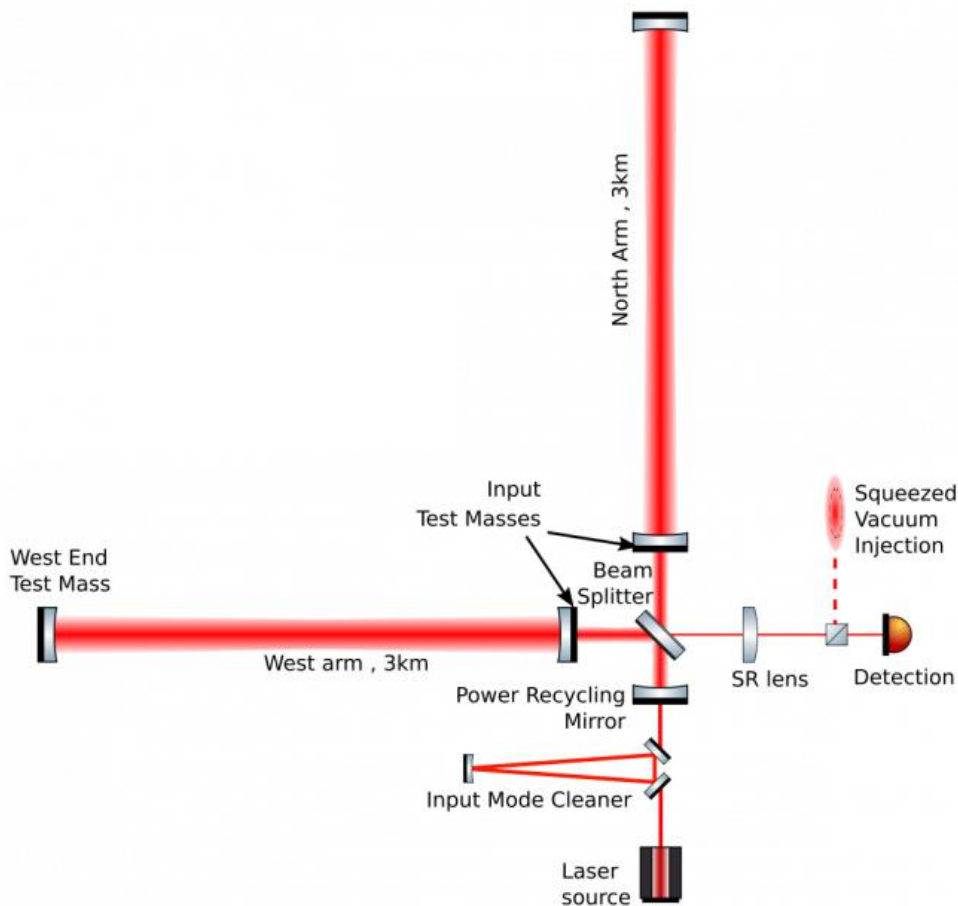 North Arm , 3km
Input
Test Masses
Squeezed
Vacuum
Injection
West End
Test Mass
Beam
Splitter
West arm , 3km
SR lens
Detection
Power Recycling
Mirror
Input Mode Cleaner
Laser
source